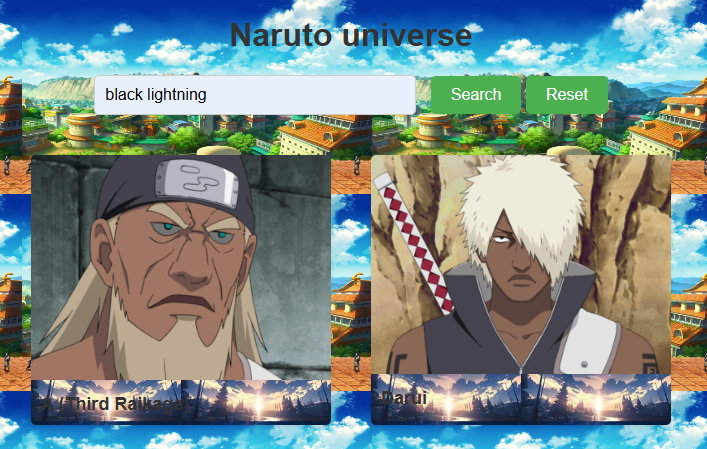 Naruto universe
black lightning
Search
Reset
(Third Raikage)
Darui